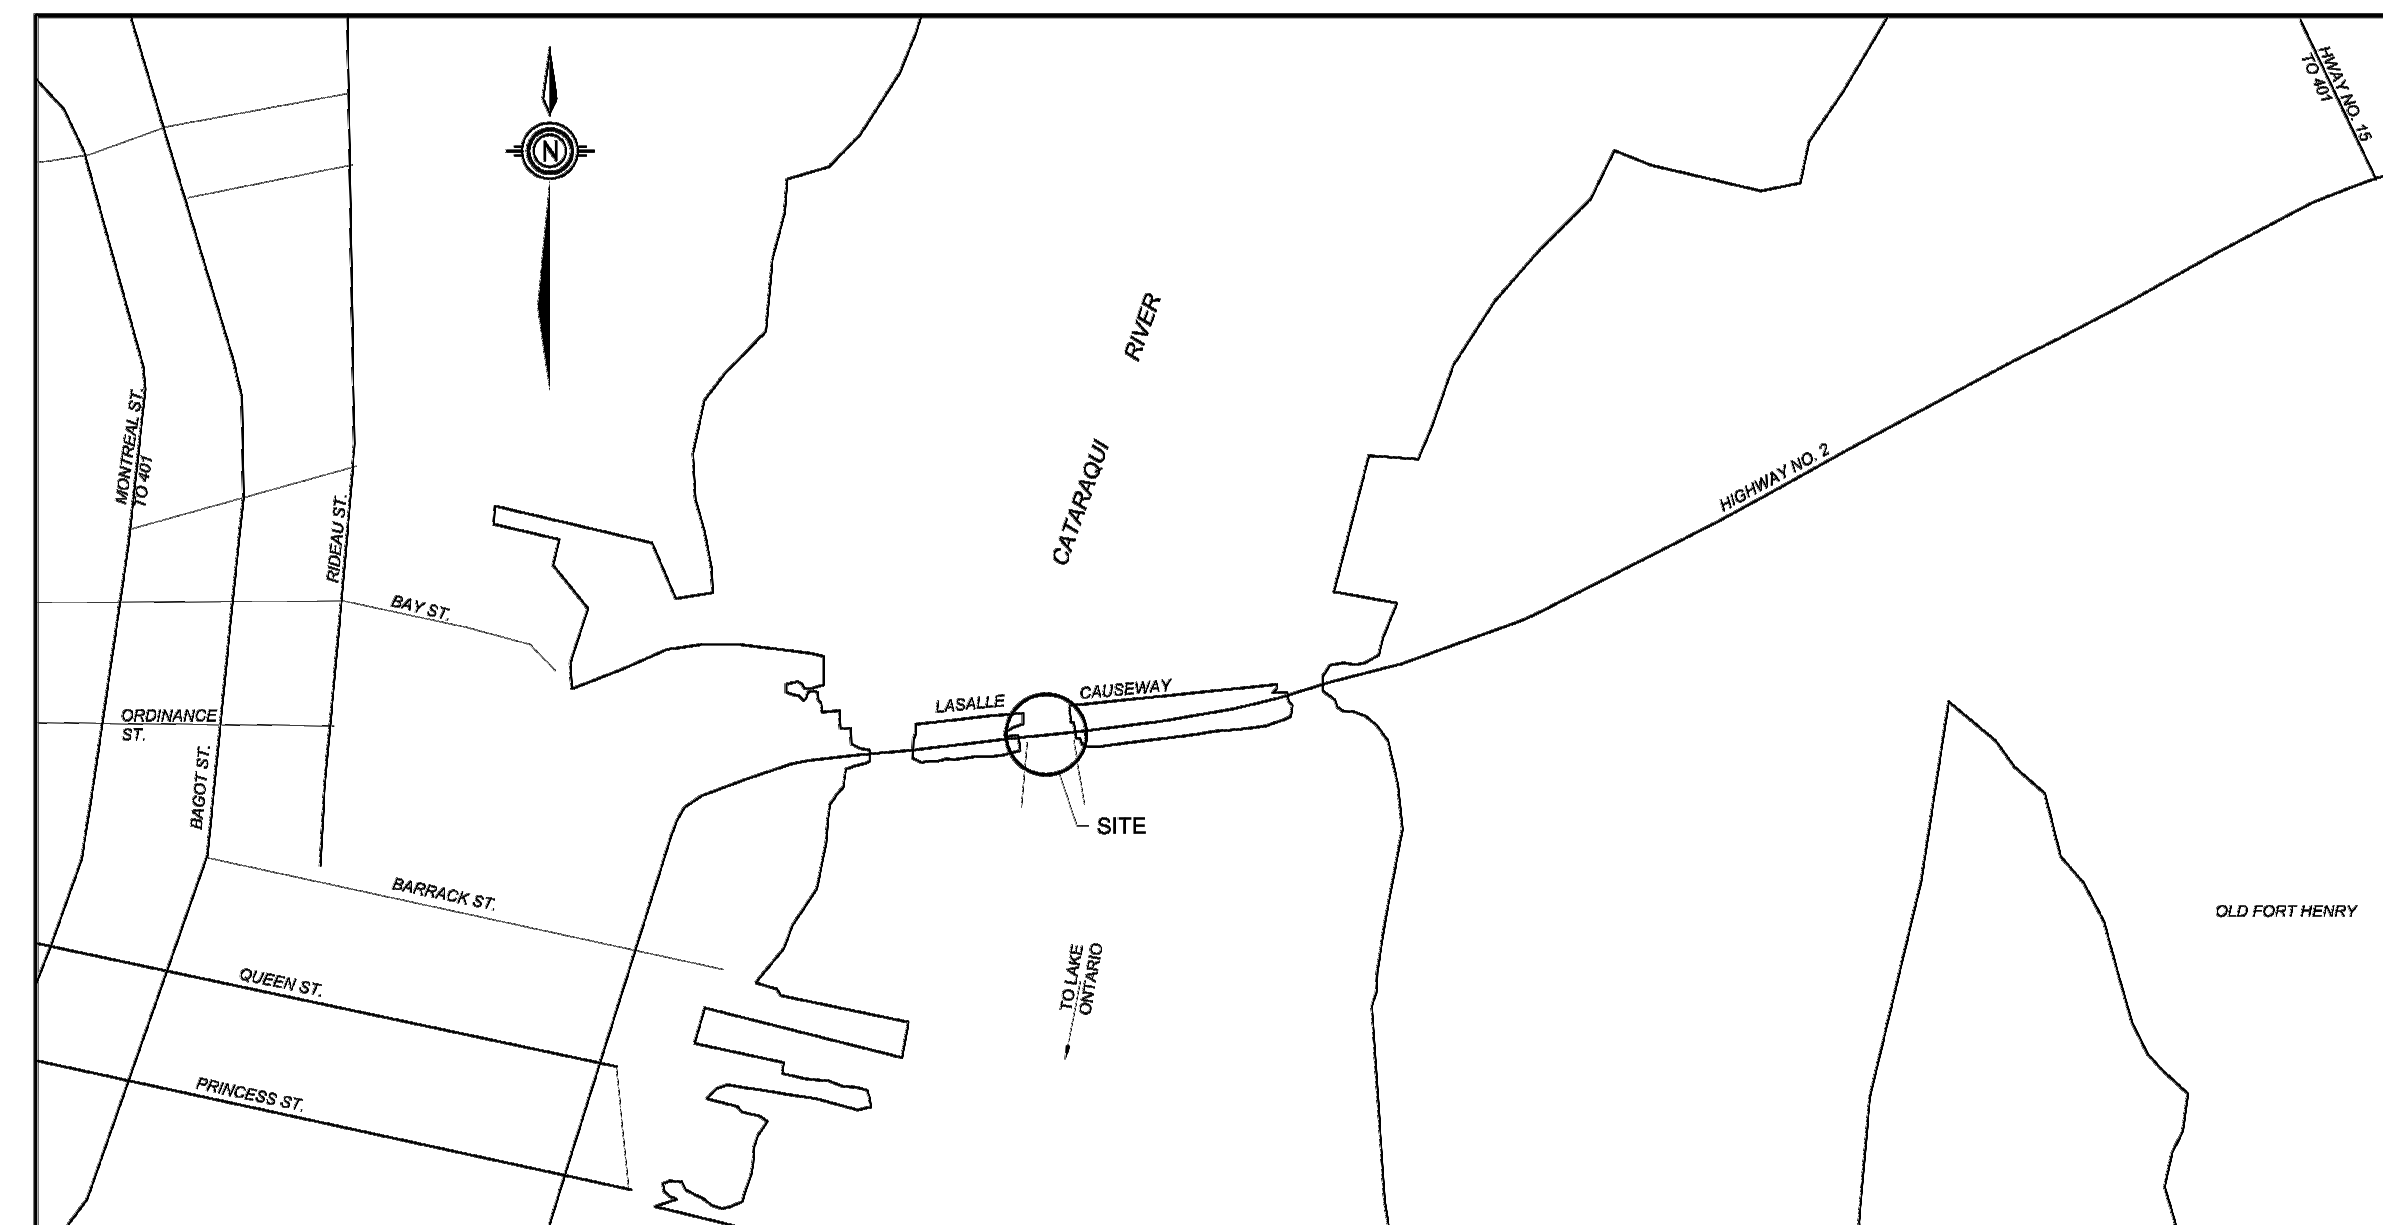 HWAY NO. 15
TO 401
N
RIVER
CATARAQUI
MONTREAL ST.
TO 401
HIGHWAY NO. 2
RIDEAU ST.
BAY ST.
LASALLE
CAUSEWAY
ORDINANCE
ST.
BAGOT ST.
SITE
BARRACK ST.
OLD FORT HENRY
QUEEN ST.
TO LAKE
ONTARIO
PRINCESS ST.